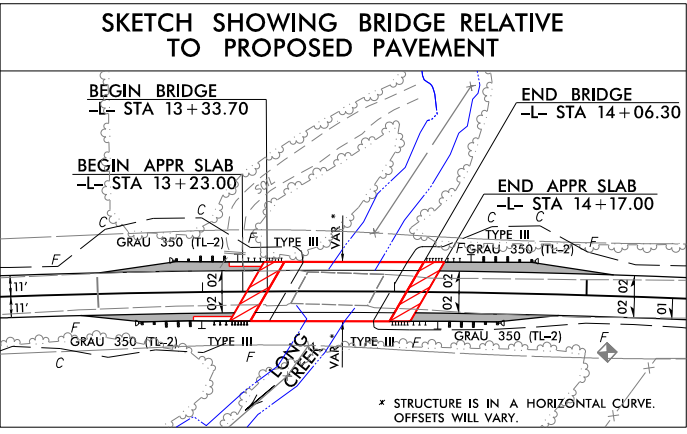 SKETCH SHOWING BRIDGE RELATIVE
TO PROPOSED PAVEMENT
BEGIN BRIDGE
-L- STA 13+33.70
END BRIDGE
-L- STA 14+06.30
BEGIN APPR SLAB
-L- STA 13+23.00
END APPR SLAB
-L- STA 14+17.00
C
C
C
F
F
F
GRAU 350 (TL-2)
TYPE III
VAR *
TYPE III
GRAU 350 (TL-2)
11'
11'
02
02
02
02
02
02
01
F
GRAU 350 (TL-2)
TYPE III
F
VAR *
TYPE III
F
GRAU 350 (TL-2)
F
C
LONG
CREEK
* STRUCTURE IS IN A HORIZONTAL CURVE.
OFFSETS WILL VARY.